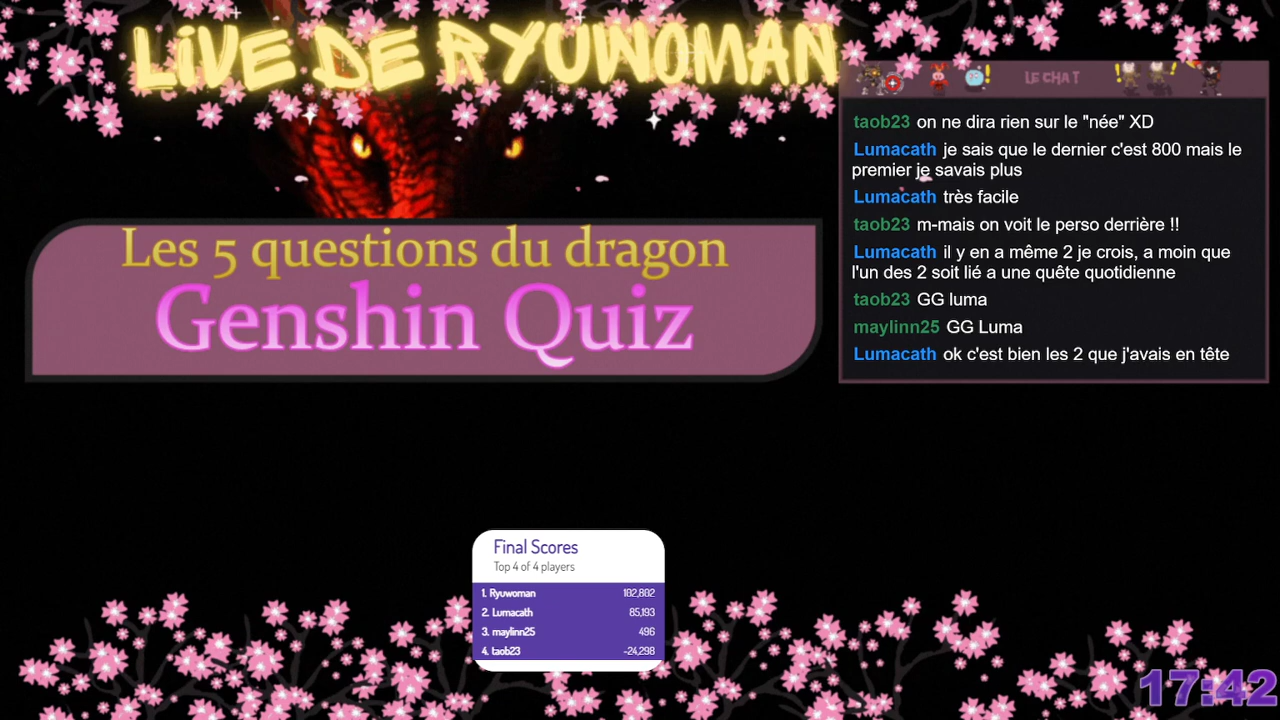 LIVE DE RYUWOMAN
LE CHAT
taob23 on ne dira rien sur le "née" XD
Lumacath je sais que le dernier c'est 800 mais le
premier je savais plus
Lumacath très facile
taob23 m-mais on voit le perso derrière !!
Lumacath il y en a même 2 je crois, a moin que
l'un des 2 soit lié a une quête quotidienne
taob23 GG luma
maylinn25 GG Luma
Lumacath ok c'est bien les 2 que j'avais en tête
Les 5 questions du dragon
Genshin Quiz
Final Scores
Top 4 of 4 players
1. Ryuwoman 102,802
2. Lumacath 85,193
3. maylinn25 496
4. taob23 -24,298
17:42